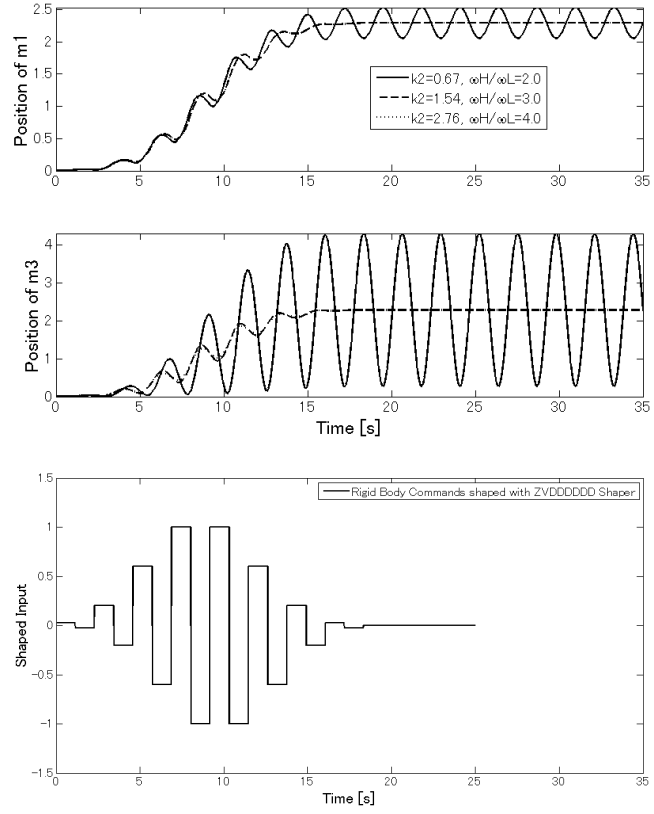 2.5
2
1.5
1
0.5
0
Position of m1
k2=0.67, ωH/ωL=2.0
k2=1.54, ωH/ωL=3.0
k2=2.76, ωH/ωL=4.0
0 5 10 15 20 25 30 35
4
3
2
1
0
Position of m3
0 5 10 15 20 25 30 35
Time [s]
1.5
1
0.5
0
-0.5
-1
-1.5
Shaped Input
Rigid Body Commands shaped with ZVDDDDDD Shaper
0 5 10 15 20 25 30 35
Time [s]